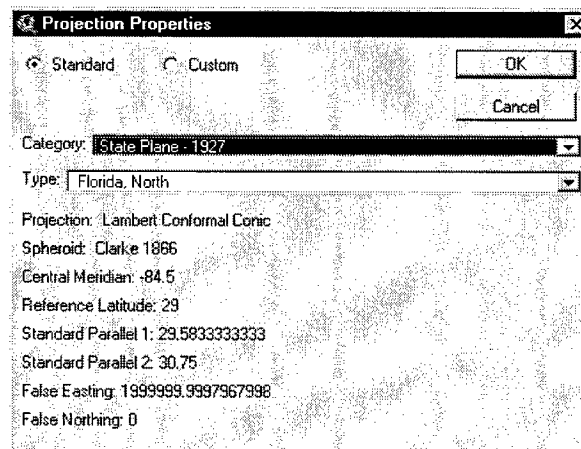 Projection Properties
Standard Custom OK
Cancel
Category: State Plane - 1927
Type: Florida, North
Projection: Lambert Conformal Conic
Spheroid: Clarke 1866
Central Meridian: -84.5
Reference Latitude: 29
Standard Parallel 1: 29.5833333333
Standard Parallel 2: 30.75
False Easting: 1999999.9997967998
False Northing: 0